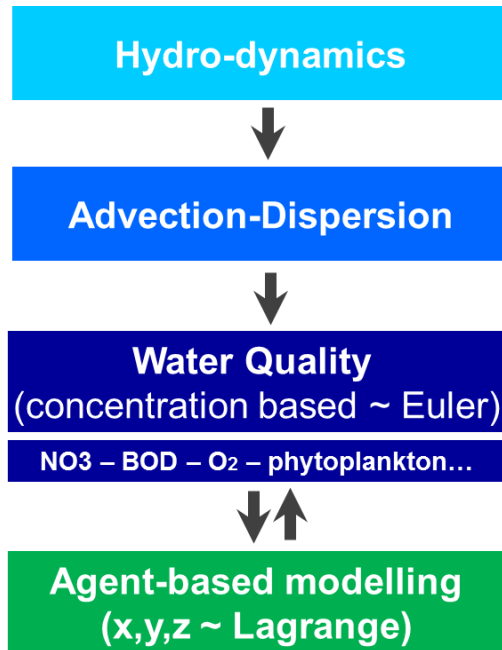 Hydro-dynamics
Advection-Dispersion
Water Quality
(concentration based ~ Euler)
NO3 – BOD – O₂ – phytoplankton…
Agent-based modelling
(x,y,z ~ Lagrange)